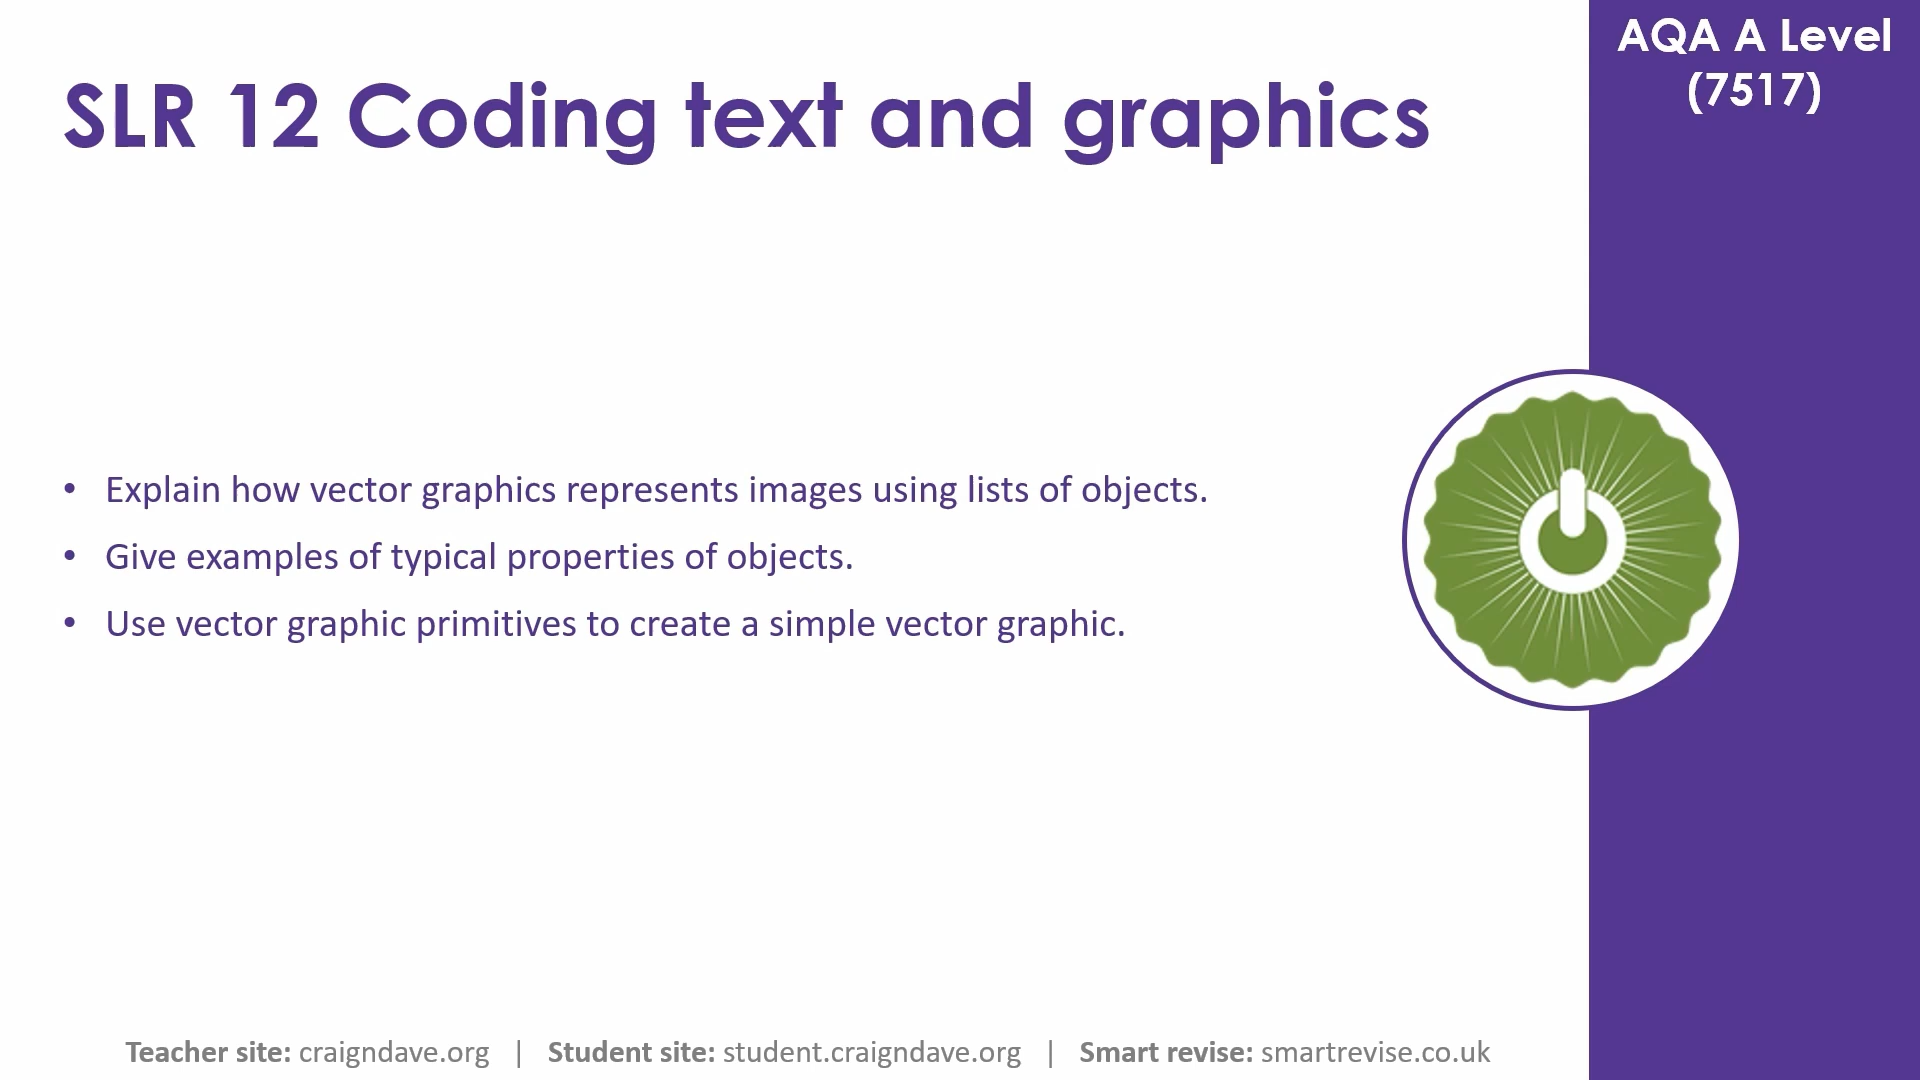 AQA A Level
(7517)
SLR 12 Coding text and graphics
• Explain how vector graphics represents images using lists of objects.
• Give examples of typical properties of objects.
• Use vector graphic primitives to create a simple vector graphic.
Teacher site: craigndave.org | Student site: student.craigndave.org | Smart revise: smartrevise.co.uk